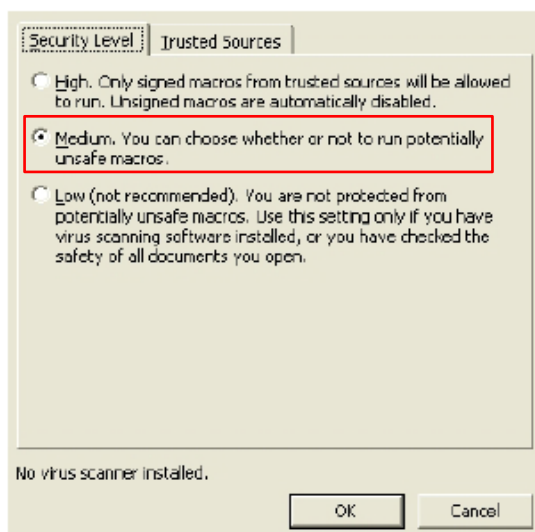 Security Level Trusted Sources
High. Only signed macros from trusted sources will be allowed
to run. Unsigned macros are automatically disabled.
Medium. You can choose whether or not to run potentially
unsafe macros.
Low (not recommended). You are not protected from
potentially unsafe macros. Use this setting only if you have
virus scanning software installed, or you have checked the
safety of all documents you open.
No virus scanner installed.
OK Cancel